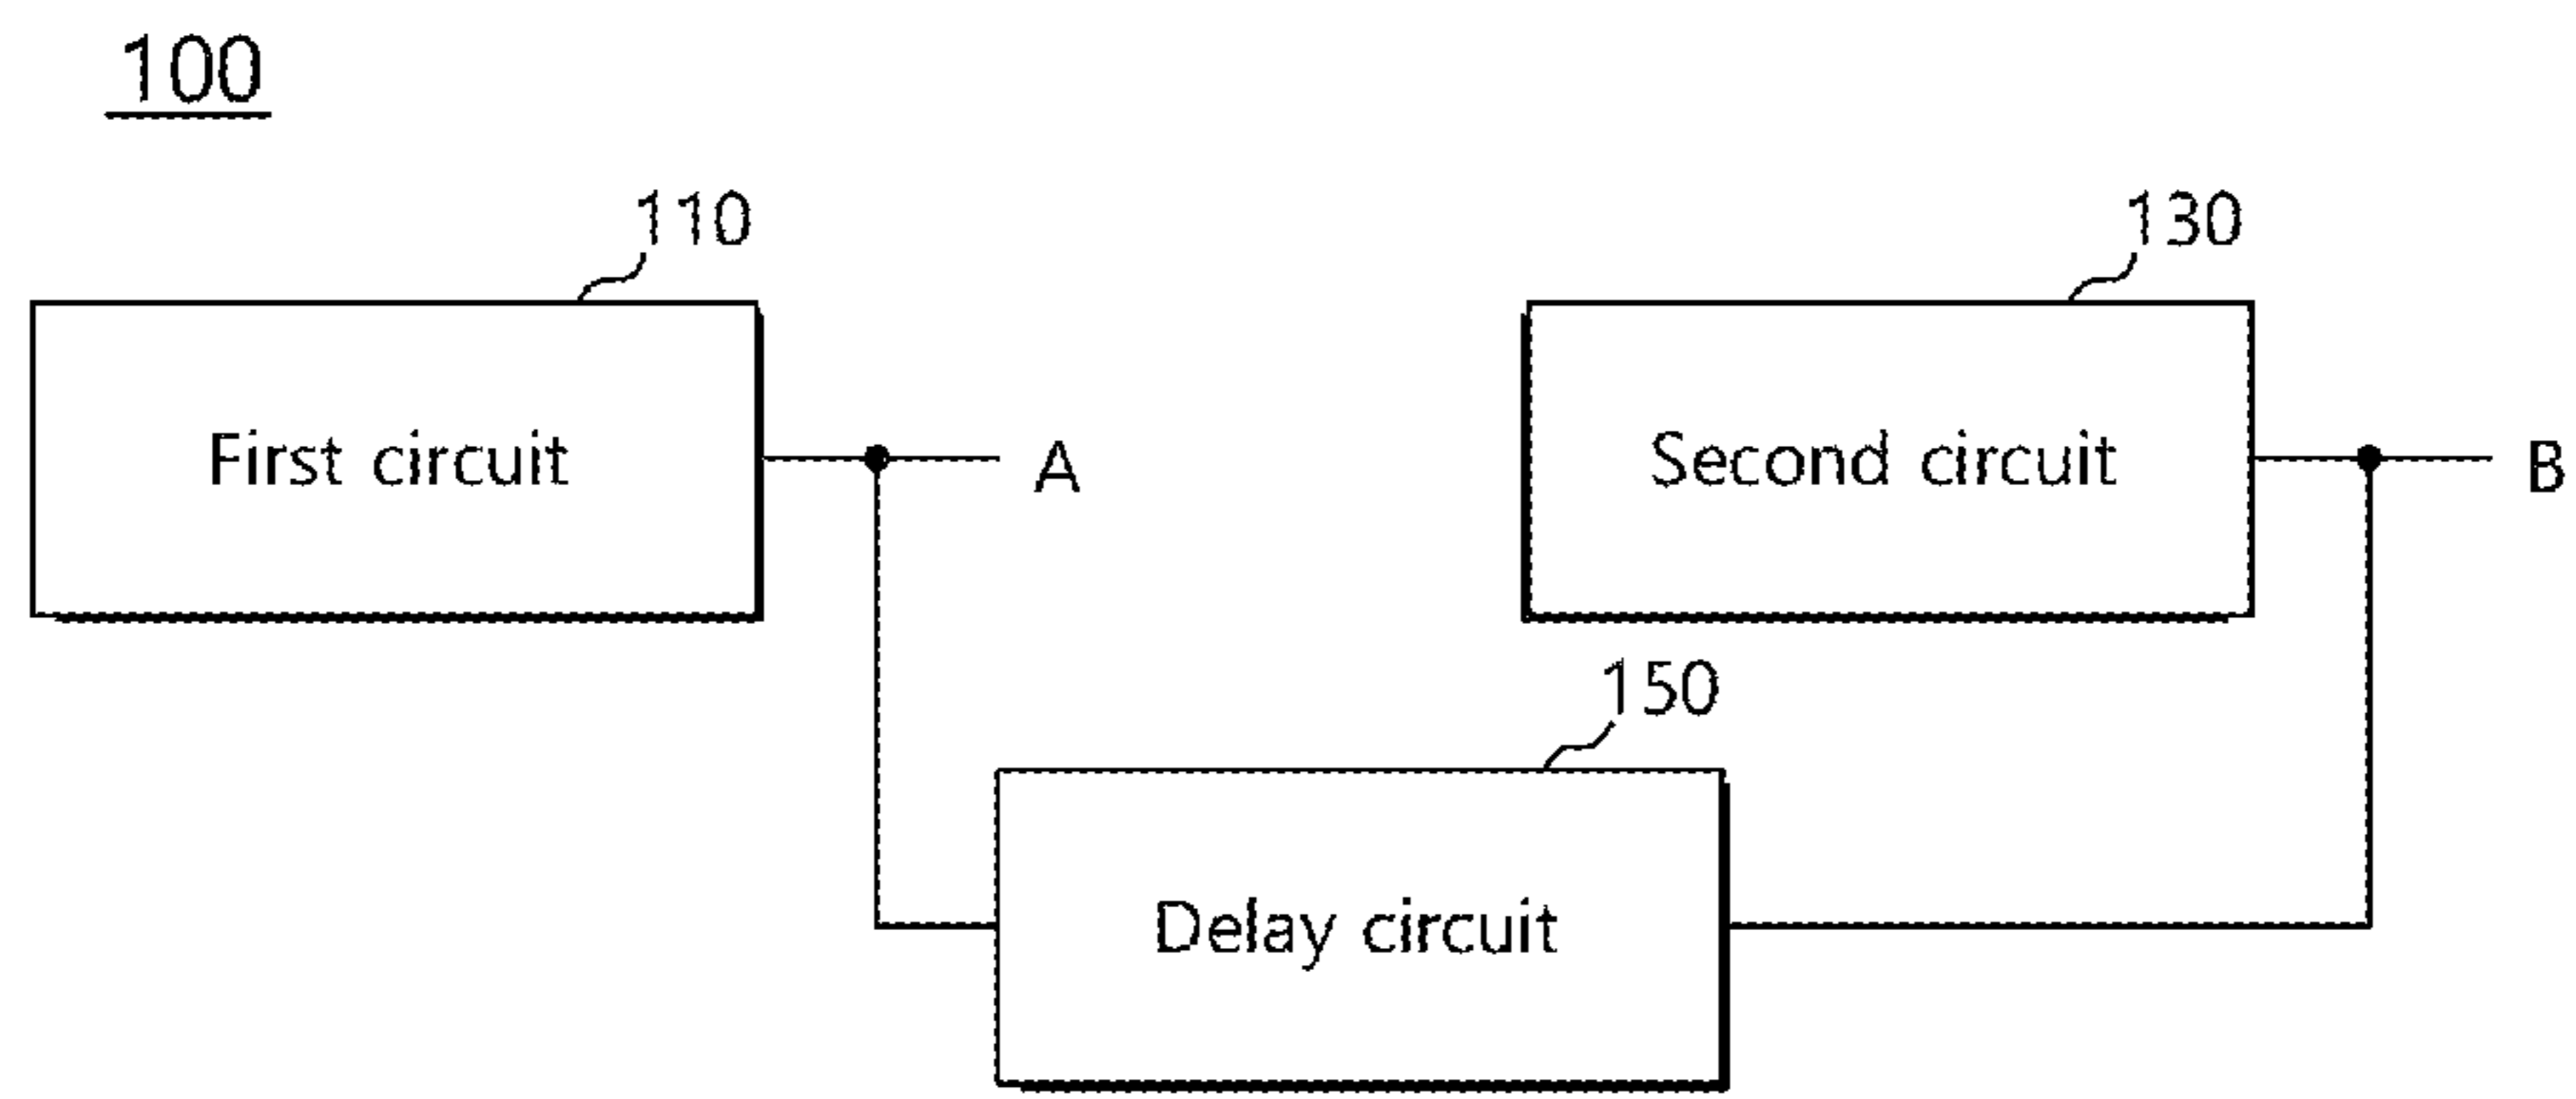 100
110
130
First circuit
A
Second circuit
B
150
Delay circuit